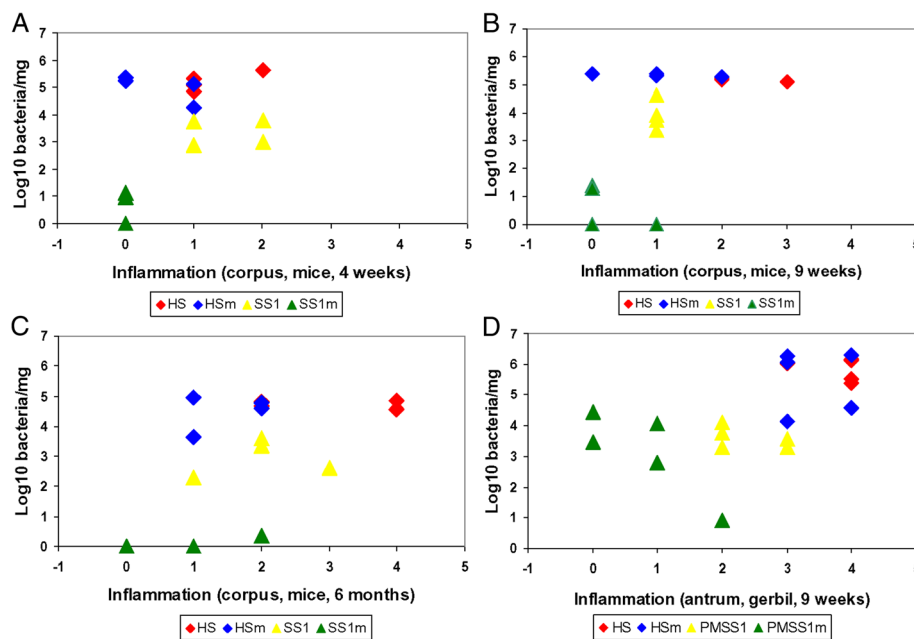 A
7
6
5
4
3
2
1
0
-1 0 1 2 3 4 5
Log10 bacteria/mg
Inflammation (corpus, mice, 4 weeks)
HS HSm SS1 SS1m
B
7
6
5
4
3
2
1
0
-1 0 1 2 3 4 5
Log10 bacteria/mg
Inflammation (corpus, mice, 9 weeks)
HS HSm SS1 SS1m
C
7
6
5
4
3
2
1
0
-1 0 1 2 3 4 5
Log10 bacteria/mg
Inflammation (corpus, mice, 6 months)
HS HSm SS1 SS1m
D
7
6
5
4
3
2
1
0
-1 0 1 2 3 4 5
Log10 bacteria/mg
Inflammation (antrum, gerbil, 9 weeks)
HS HSm PMSS1 PMSS1m